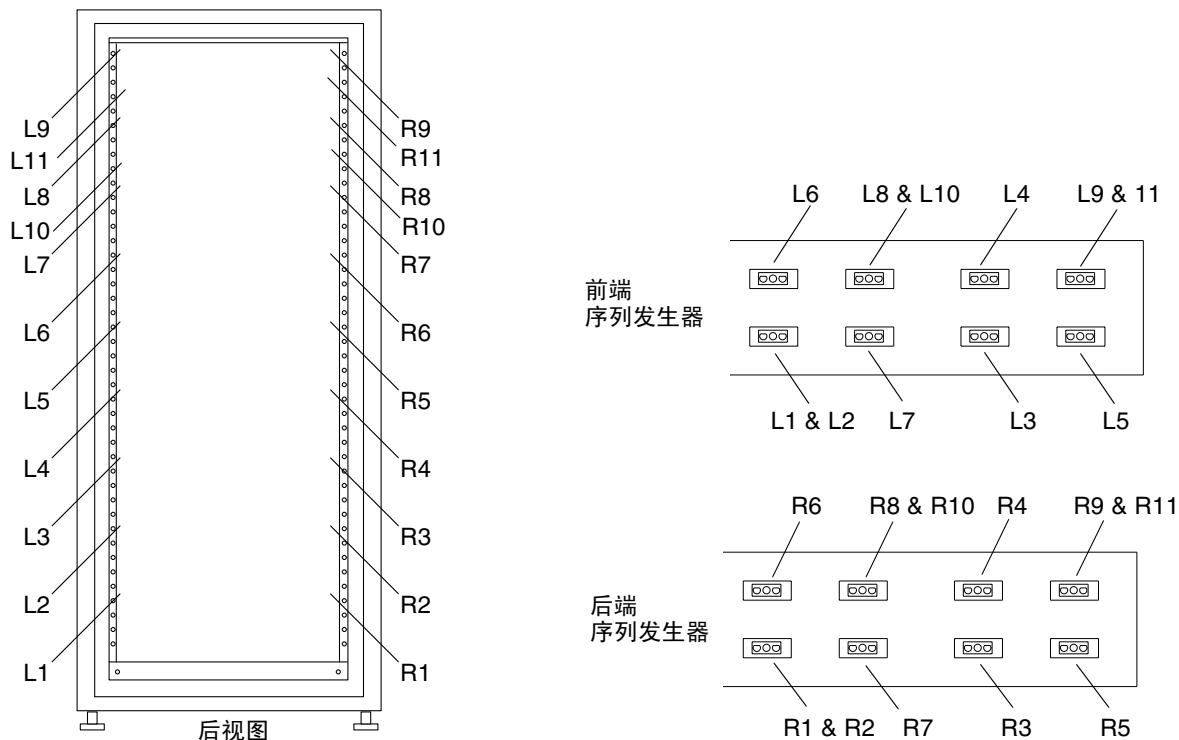 L9
L11
L8
L10
L7
L6
L5
L4
L3
L2
L1
R9
R11
R8
R10
R7
R6
R5
R4
R3
R2
R1
后视图
L6 L8 & L10 L4 L9 & 11
前端
序列发生器
L1 & L2 L7 L3 L5
R6 R8 & R10 R4 R9 & R11
后端
序列发生器
R1 & R2 R7 R3 R5